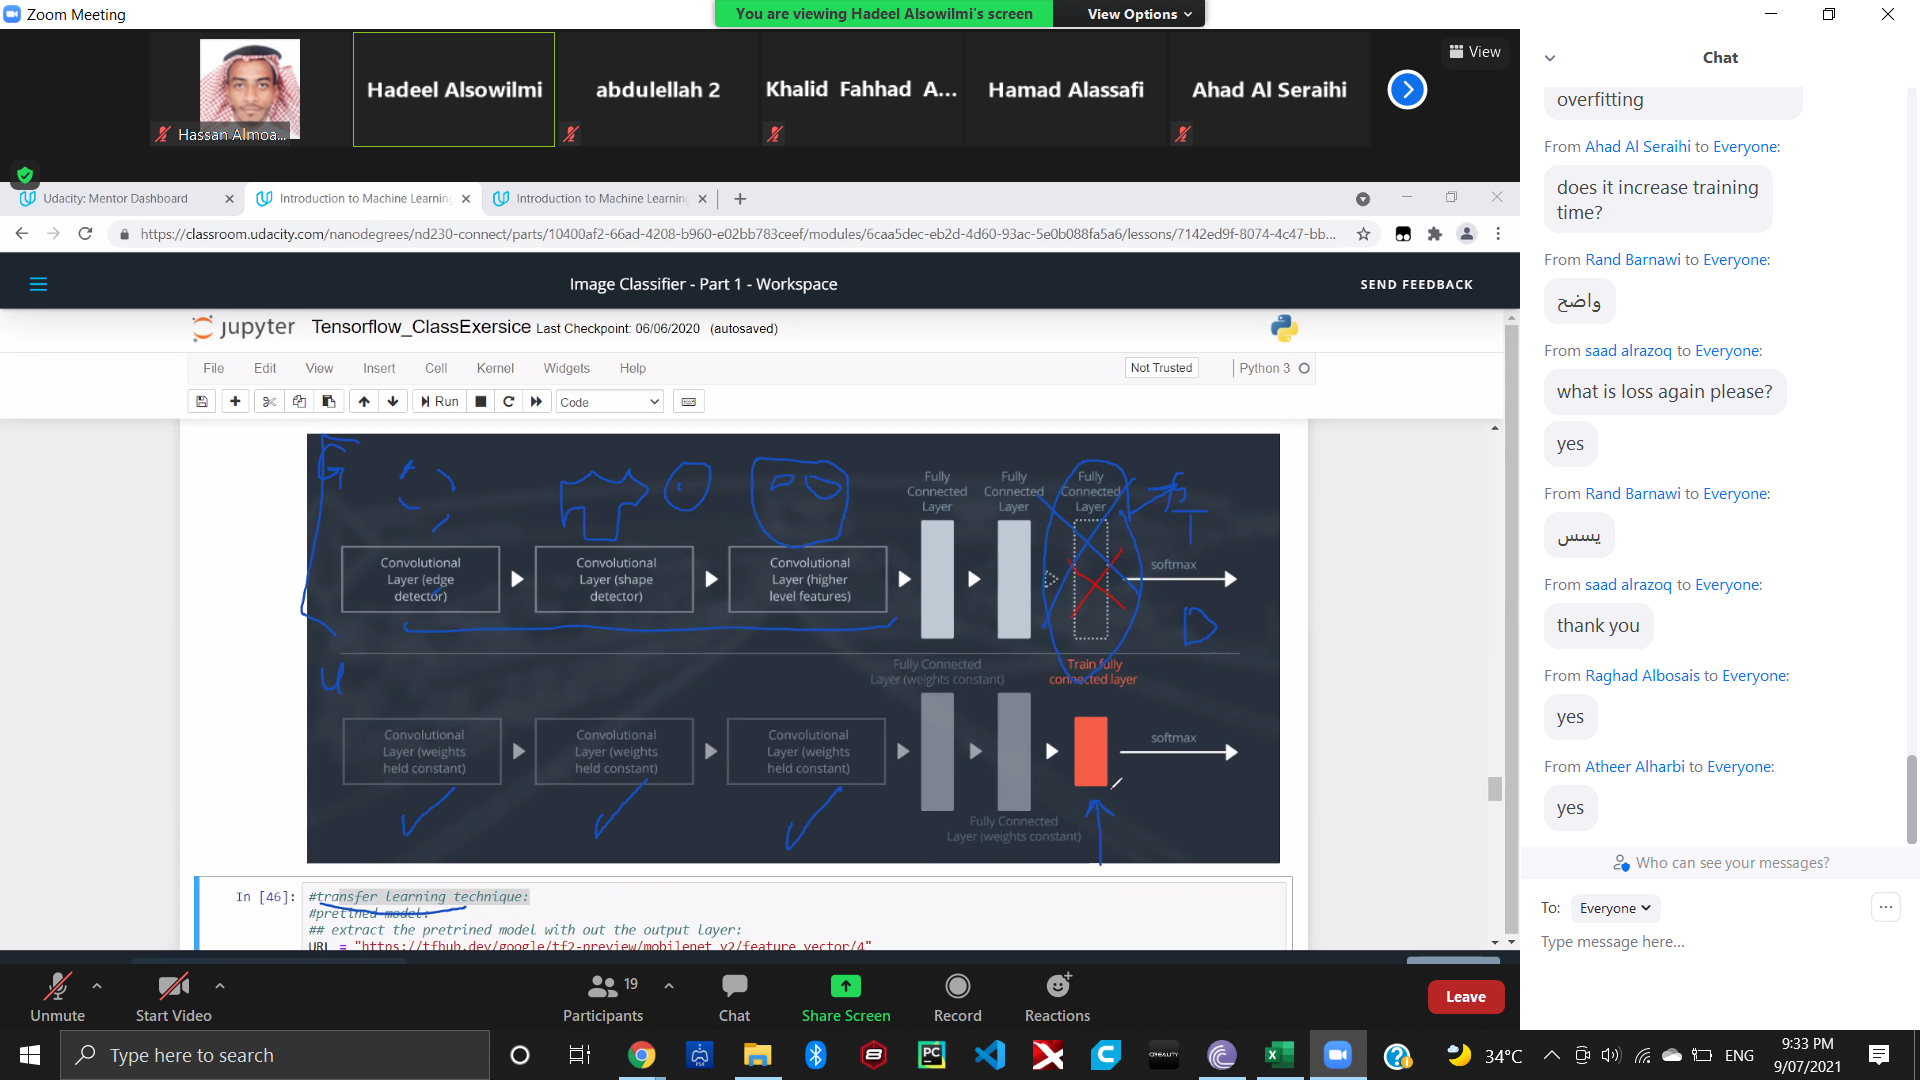 Zoom Meeting
You are viewing Hadeel Alsowilmi's screen
View Options
View
Hassan Almoa...
Hadeel Alsowilmi
abdulellah 2
Khalid Fahhad A...
Hamad Alassafi
Ahad Al Seraihi
Udacity: Mentor Dashboard
Introduction to Machine Learning
Introduction to Machine Learning
https://classroom.udacity.com/nanodegrees/nd230-connect/parts/10400af2-66ad-4208-b960-e02bb783ceef/modules/6caa5dec-eb2d-4d60-93ac-5e0b088fa5a6/lessons/7142ed9f-8074-4c47-bb...
Image Classifier - Part 1 - Workspace
SEND FEEDBACK
jupyter Tensorflow_ClassExersice Last Checkpoint: 06/06/2020 (autosaved)
File Edit View Insert Cell Kernel Widgets Help
Not Trusted
Python 3
Run
Code
Fully
Connected
Layer
Fully
Connected
Layer
Fully
Connected
Layer
Convolutional
Layer (edge
detector)
Convolutional
Layer (shape
detector)
Convolutional
Layer (higher
level features)
softmax
D
Fully Connected
Layer (weights constant)
Train fully
connected layer
Convolutional
Layer (weights
held constant)
Convolutional
Layer (weights
held constant)
Convolutional
Layer (weights
held constant)
softmax
Fully Connected
Layer (weights constant)
In [46]:
#transfer learning technique:
#pretined model:
## extract the pretrined model with out the output layer:
URL = "https://tfhub.dev/google/tf2-preview/mobilenet_v2/feature_vector/4"
Chat
overfitting
From Ahad Al Seraihi to Everyone:
does it increase training
time?
From Rand Barnawi to Everyone:
واضح
From saad alrazoq to Everyone:
what is loss again please?
yes
From Rand Barnawi to Everyone:
يسس
From saad alrazoq to Everyone:
thank you
From Raghad Albosais to Everyone:
yes
From Atheer Alharbi to Everyone:
yes
Who can see your messages?
To: Everyone
Type message here...
Unmute
Start Video
Participants
19
Chat
Share Screen
Record
Reactions
Leave
Type here to search
34°C
ENG
9:33 PM
9/07/2021